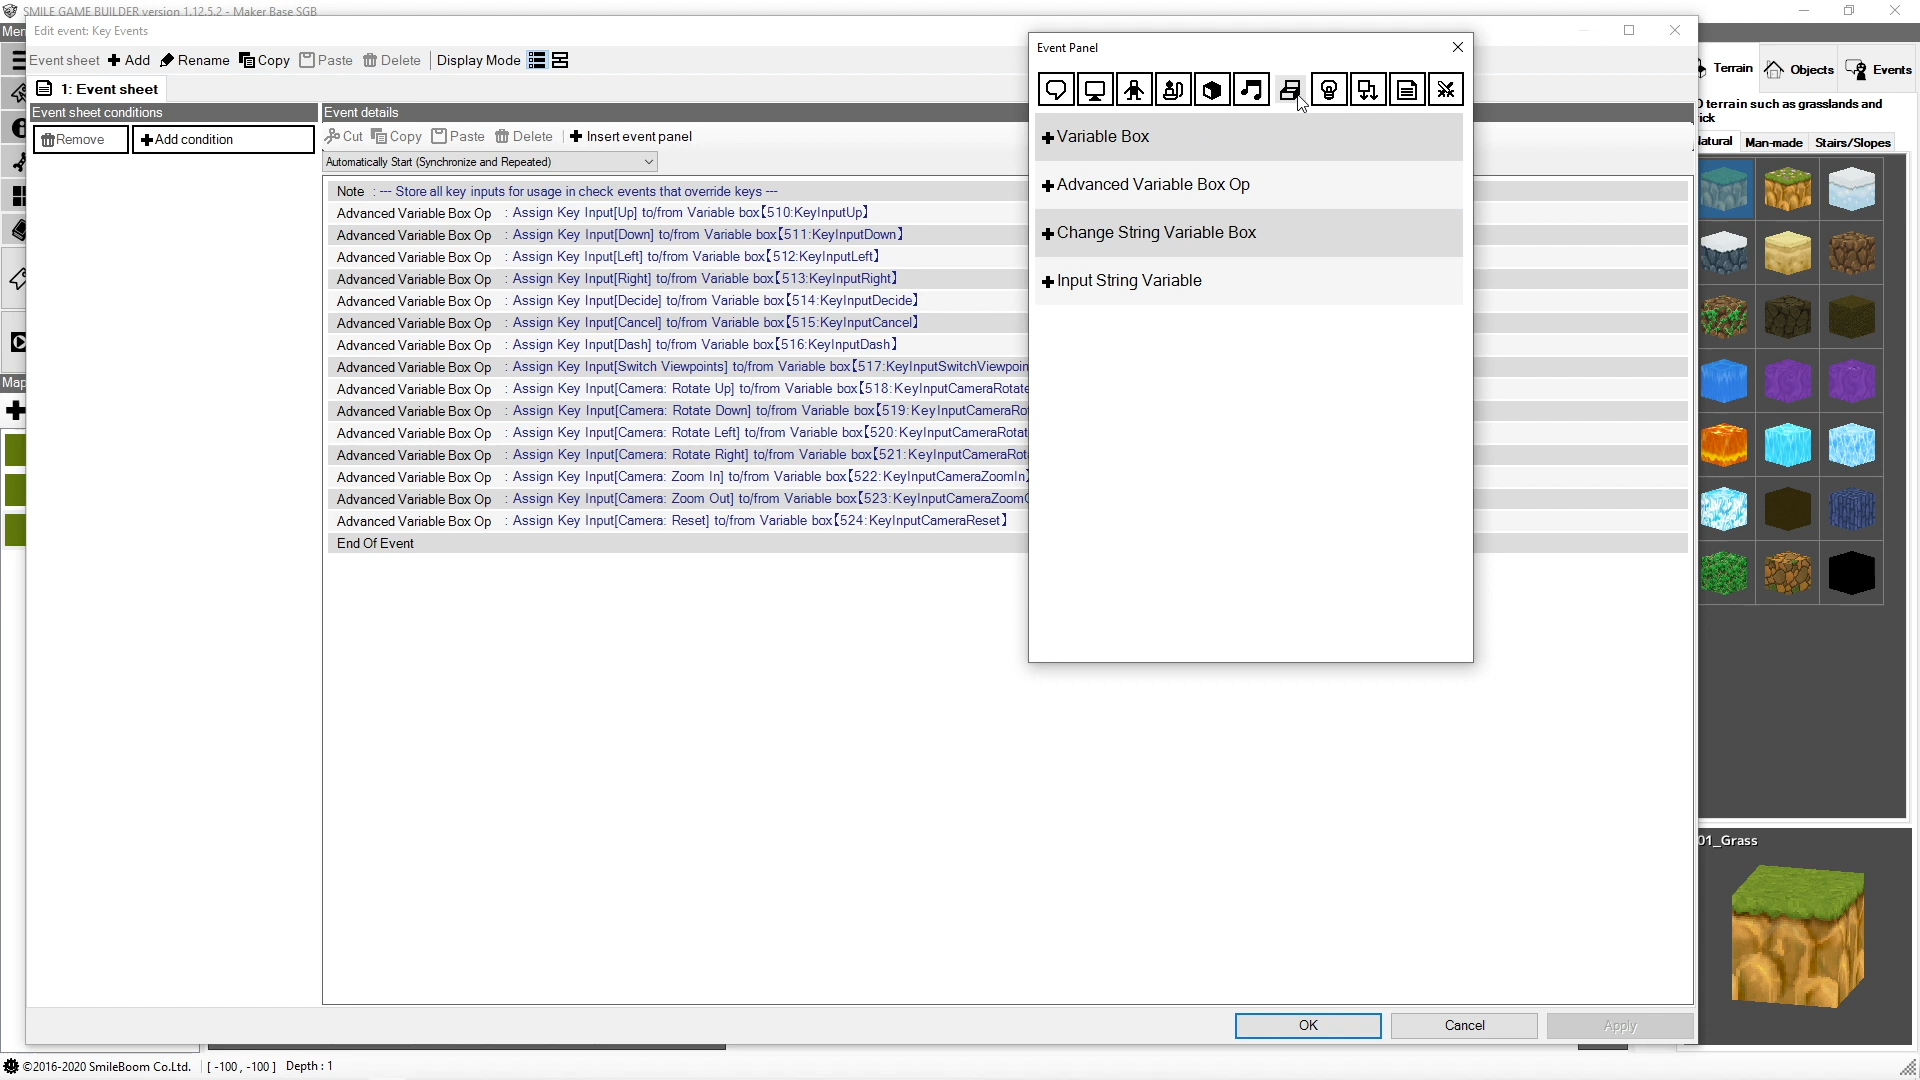 SMILE GAME BUILDER version 1.12.5.2 - Maker Base SGB
Edit event: Key Events
Event sheet Add Rename Copy Paste Delete Display Mode
1: Event sheet
Event sheet conditions
Remove Add condition
Event details
Cut Copy Paste Delete Insert event panel
Automatically Start (Synchronize and Repeated)
Note : --- Store all key inputs for usage in check events that override keys ---
Advanced Variable Box Op : Assign Key Input[Up] to/from Variable box【510:KeyInputUp】
Advanced Variable Box Op : Assign Key Input[Down] to/from Variable box【511:KeyInputDown】
Advanced Variable Box Op : Assign Key Input[Left] to/from Variable box【512:KeyInputLeft】
Advanced Variable Box Op : Assign Key Input[Right] to/from Variable box【513:KeyInputRight】
Advanced Variable Box Op : Assign Key Input[Decide] to/from Variable box【514:KeyInputDecide】
Advanced Variable Box Op : Assign Key Input[Cancel] to/from Variable box【515:KeyInputCancel】
Advanced Variable Box Op : Assign Key Input[Dash] to/from Variable box【516:KeyInputDash】
Advanced Variable Box Op : Assign Key Input[Switch Viewpoints] to/from Variable box【517:KeyInputSwitchViewpoin
Advanced Variable Box Op : Assign Key Input[Camera: Rotate Up] to/from Variable box【518:KeyInputCameraRotate
Advanced Variable Box Op : Assign Key Input[Camera: Rotate Down] to/from Variable box【519:KeyInputCameraRo
Advanced Variable Box Op : Assign Key Input[Camera: Rotate Left] to/from Variable box【520:KeyInputCameraRotat
Advanced Variable Box Op : Assign Key Input[Camera: Rotate Right] to/from Variable box【521:KeyInputCameraRot
Advanced Variable Box Op : Assign Key Input[Camera: Zoom In] to/from Variable box【522:KeyInputCameraZoomIn】
Advanced Variable Box Op : Assign Key Input[Camera: Zoom Out] to/from Variable box【523:KeyInputCameraZoom
Advanced Variable Box Op : Assign Key Input[Camera: Reset] to/from Variable box【524:KeyInputCameraReset】
End Of Event
Event Panel
Variable Box
Advanced Variable Box Op
Change String Variable Box
Input String Variable
OK Cancel Apply
Men
Map
Terrain Objects Events
terrain such as grasslands and
ick
atural Man-made Stairs/Slopes
01_Grass
©2016-2020 SmileBoom Co.Ltd. [ -100 , -100 ] Depth : 1